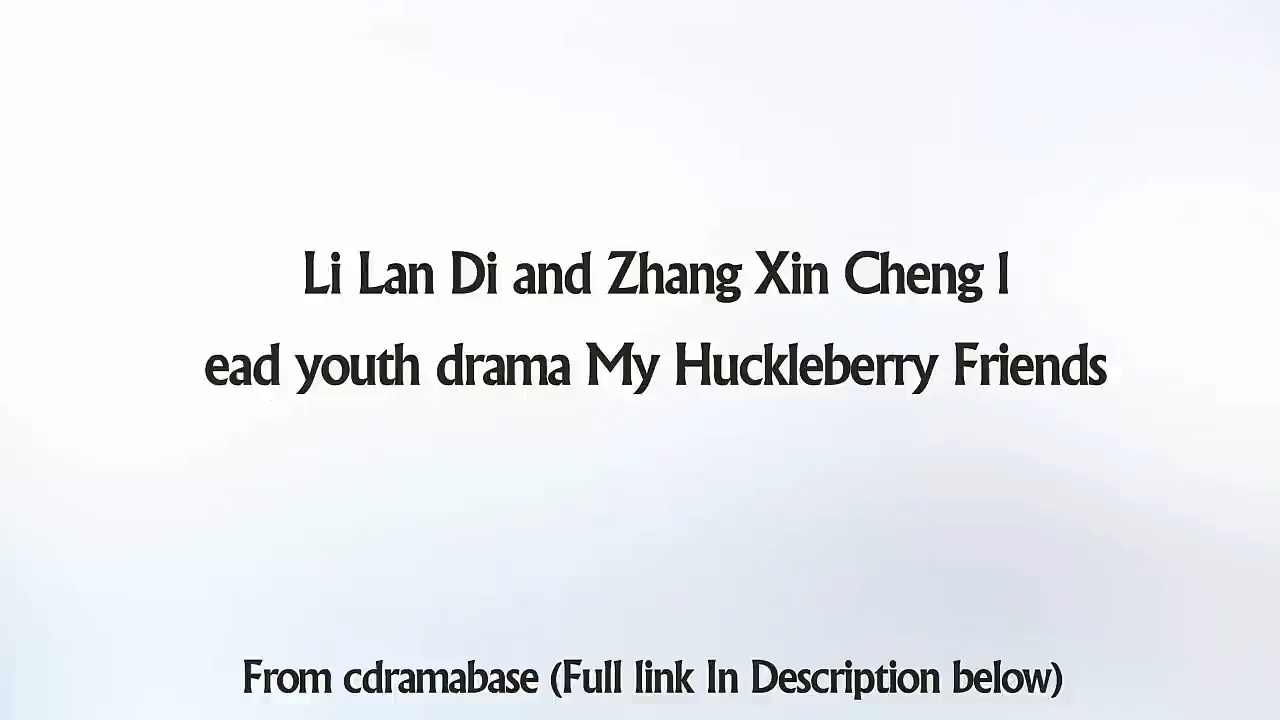 Li Lan Di and Zhang Xin Cheng l
ead youth drama My Huckleberry Friends
From cdramabase (Full link In Description below)